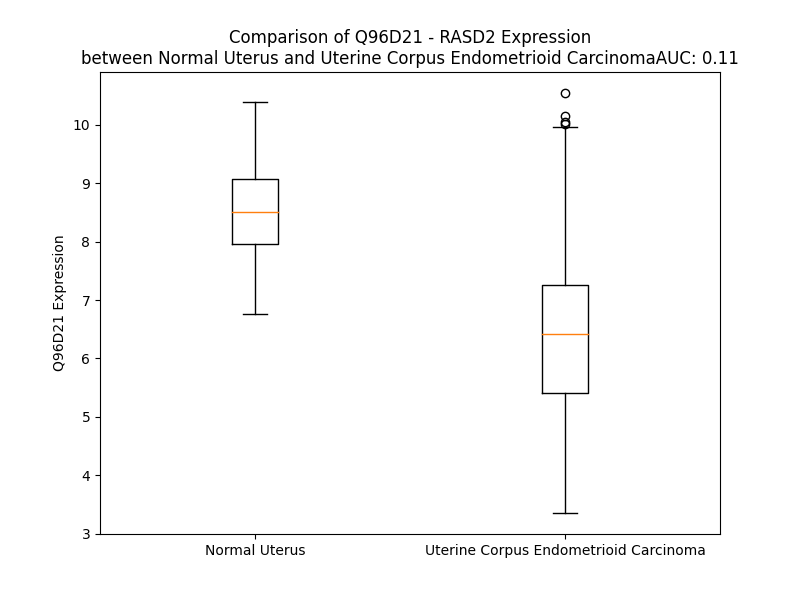 Comparison of Q96D21 - RASD2 Expression
between Normal Uterus and Uterine Corpus Endometrioid CarcinomaAUC: 0.11
Q96D21 Expression
10
9
8
7
6
5
4
3
Normal Uterus
Uterine Corpus Endometrioid Carcinoma